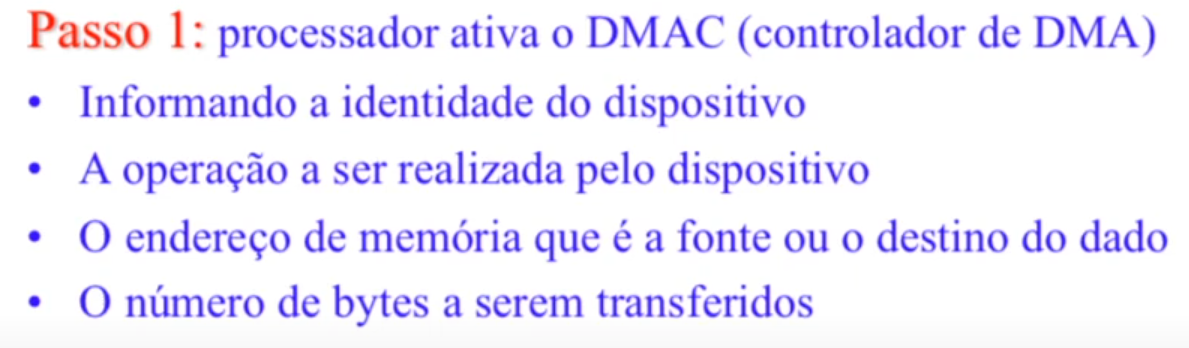 Passo 1: processador ativa o DMAC (controlador de DMA)
• Informando a identidade do dispositivo
• A operação a ser realizada pelo dispositivo
• O endereço de memória que é a fonte ou o destino do dado
• O número de bytes a serem transferidos